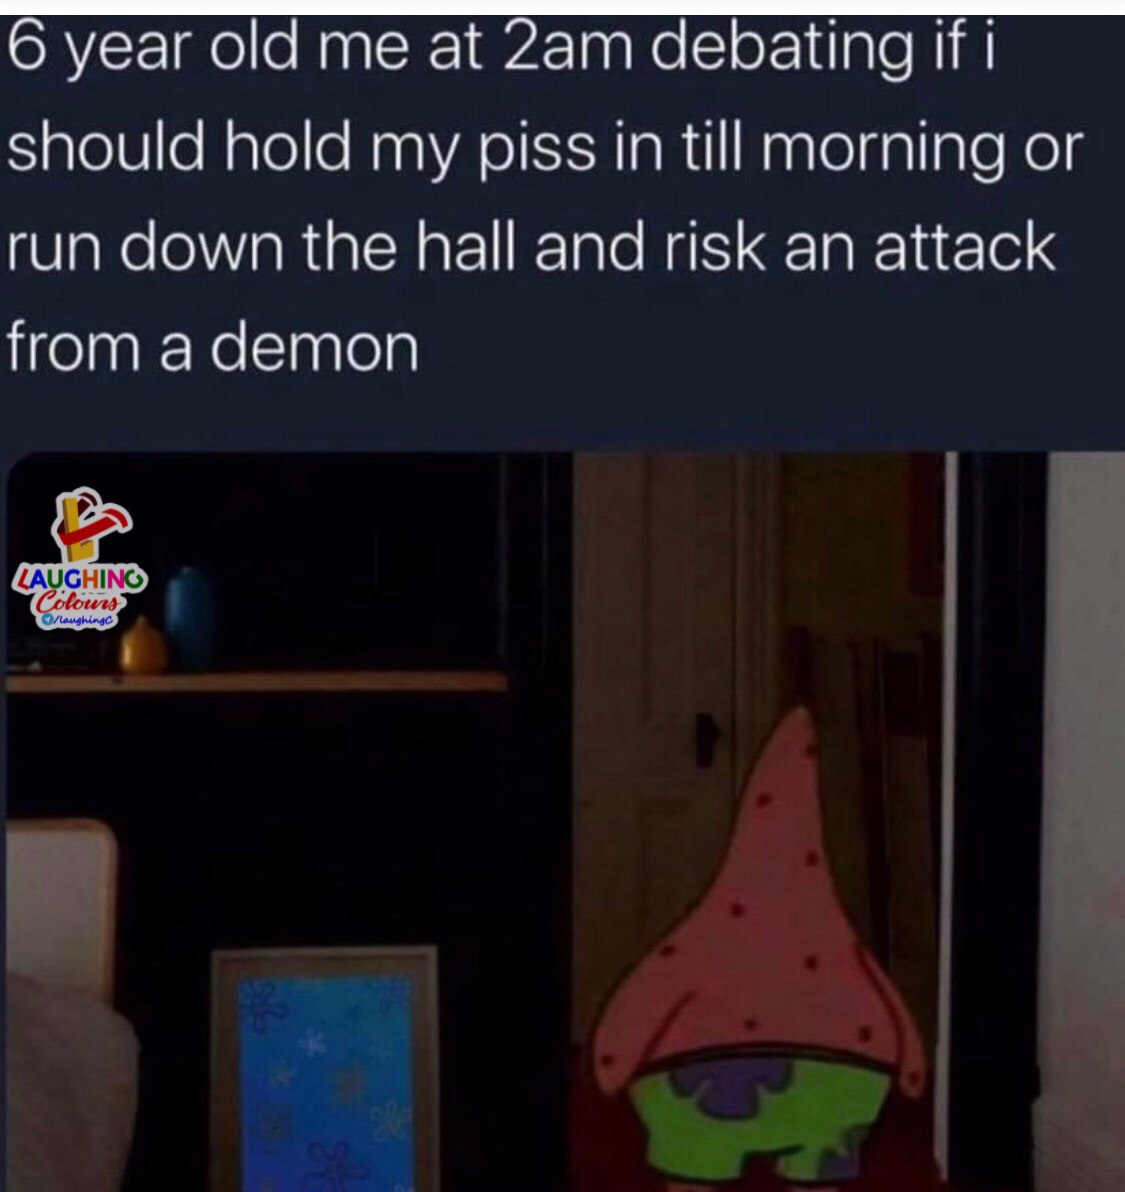 6 year old me at 2am debating if i
should hold my piss in till morning or
run down the hall and risk an attack
from a demon
LAUGHING
Colours
/laughingC